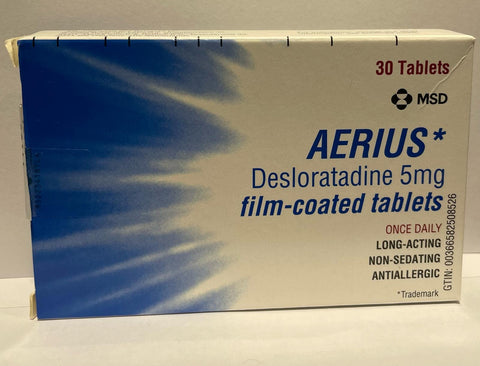 30 Tablets
MSD
AERIUS*
Desloratadine 5mg
film-coated tablets
ONCE DAILY
LONG-ACTING
NON-SEDATING
ANTIALLERGIC
*Trademark
GTIN: 00366582508526